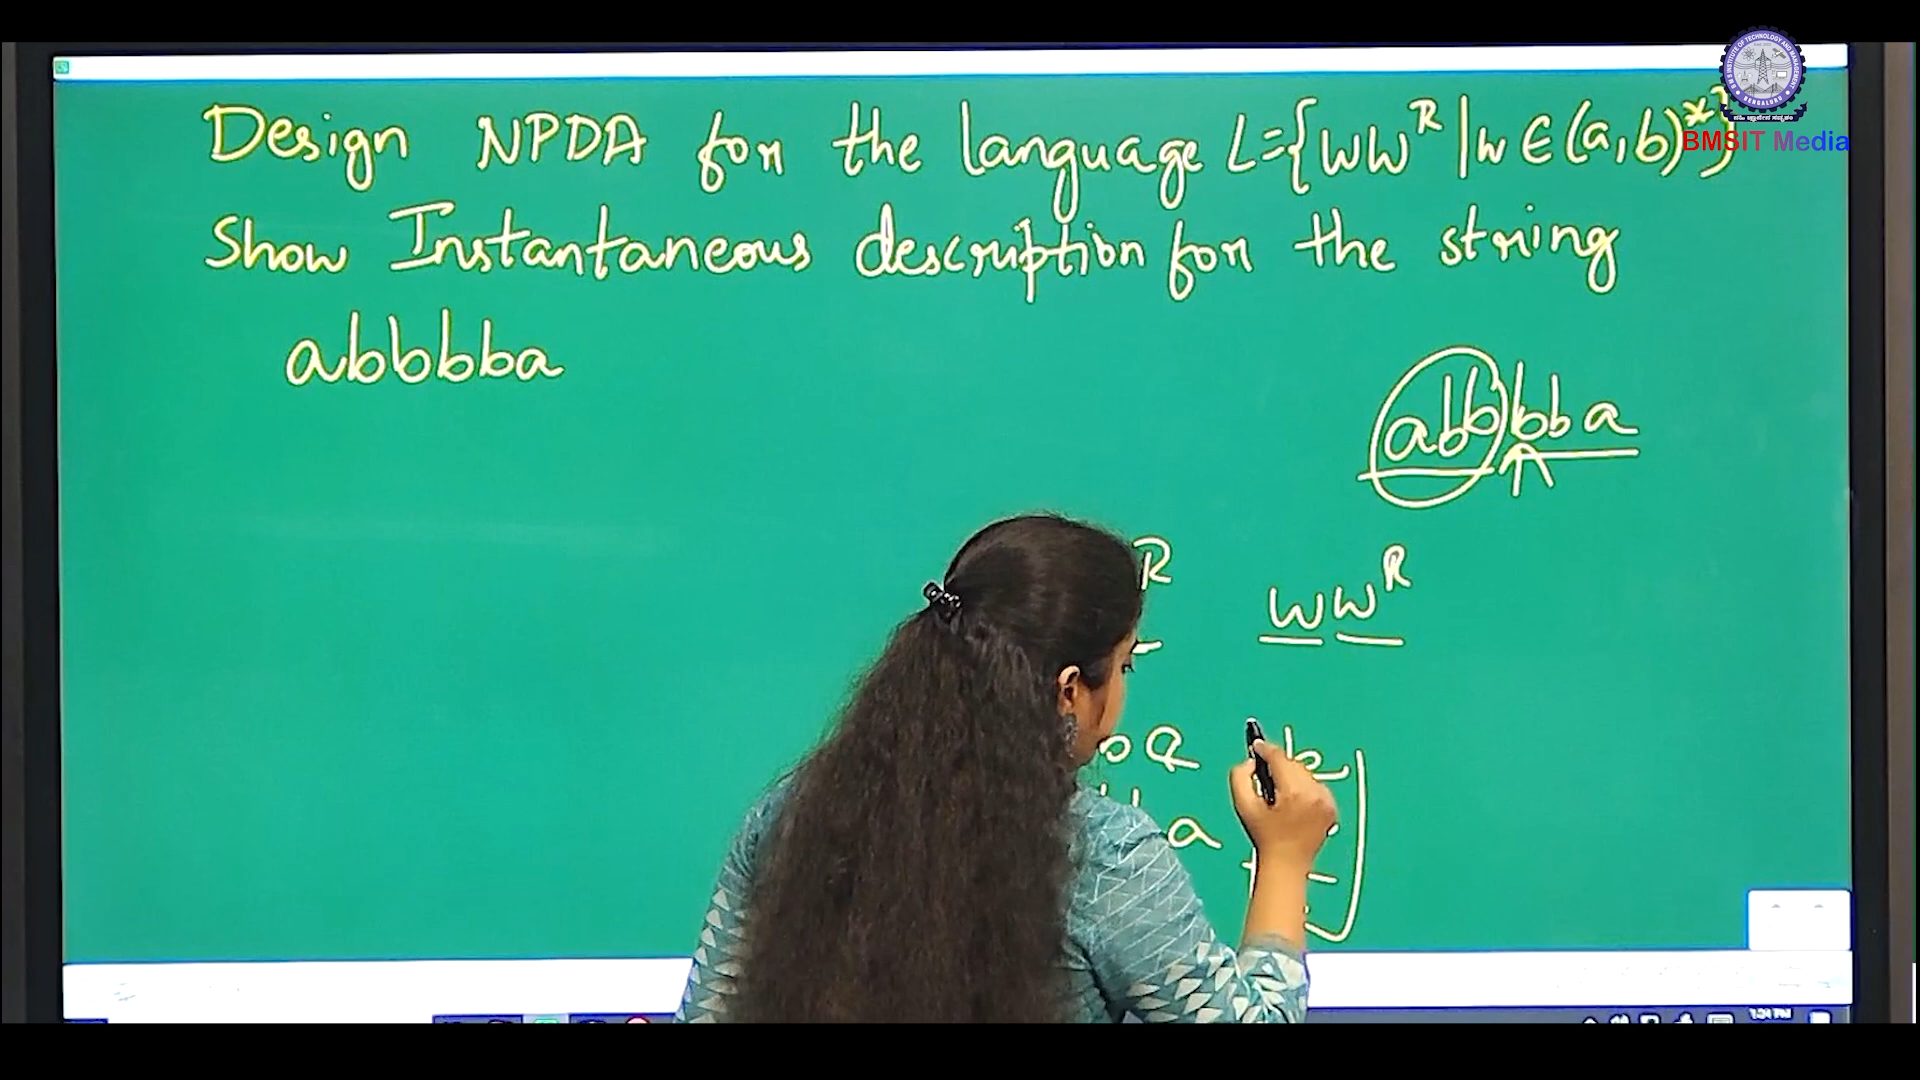 Design NPDA for the language L={WW^R | W ∈ (a,b)*}
Show Instantaneous description for the string
abbbba
abbbba
R
WW^R
a
a
BMSIT Media